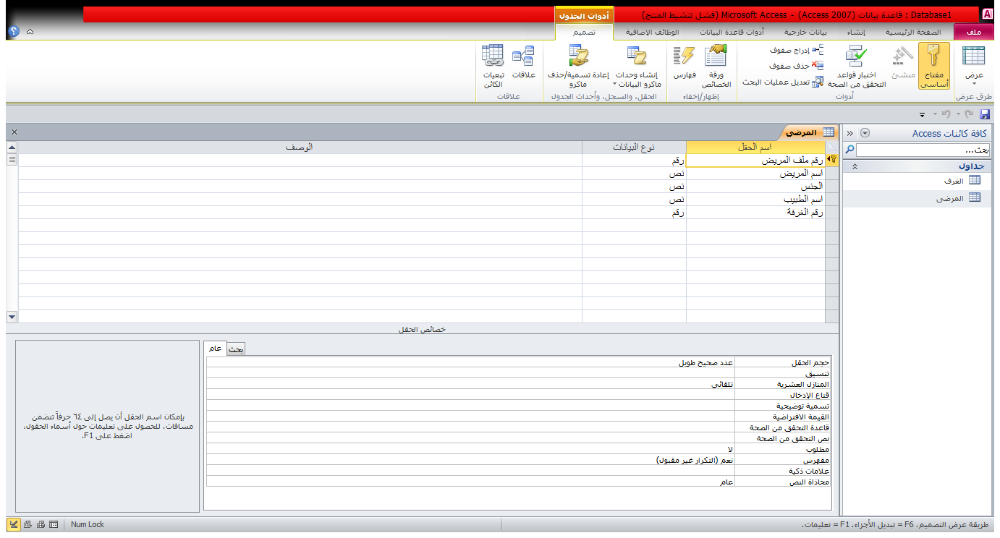 Database1 : قاعدة بيانات (Access 2007) - Microsoft Access (فشل تنشيط المنتج)
أدوات الجدول
ملف
الصفحة الرئيسية
إنشاء
بيانات خارجية
أدوات قاعدة البيانات
الوظائف الإضافية
تصميم
عرض
طرق عرض
مفتاح أساسي
منشئ
اختبار قواعد التحقق من الصحة
إدراج صفوف
حذف صفوف
تعديل عمليات البحث
أدوات
ورقة الخصائص
فهارس
إظهار/إخفاء
إنشاء وحدات ماكرو البيانات
إعادة تسمية/حذف ماكرو
الحقل، والسجل، وأحداث الجدول
علاقات
تبعيات الكائن
علاقات
كافة كائنات Access
بحث...
جداول
الغرف
المرضى
المرضى
اسم الحقل نوع البيانات الوصف
رقم ملف المريض رقم
اسم المريض نص
الجنس نص
اسم الطبيب نص
رقم الغرفة رقم
خصائص الحقل
عام بحث
حجم الحقل عدد صحيح طويل
تنسيق
المنازل العشرية تلقائي
قناع الإدخال
تسمية توضيحية
القيمة الافتراضية
قاعدة التحقق من الصحة
نص التحقق من الصحة
مطلوب لا
مفهرس نعم (التكرار غير مقبول)
علامات ذكية
محاذاة النص عام
بإمكان اسم الحقل أن يصل إلى ٦٤ حرفاً تتضمن
مسافات. للحصول على تعليمات حول أسماء الحقول،
اضغط على F1.
طريقة عرض التصميم. F6 = تبديل الأجزاء. F1 = تعليمات.
Num Lock